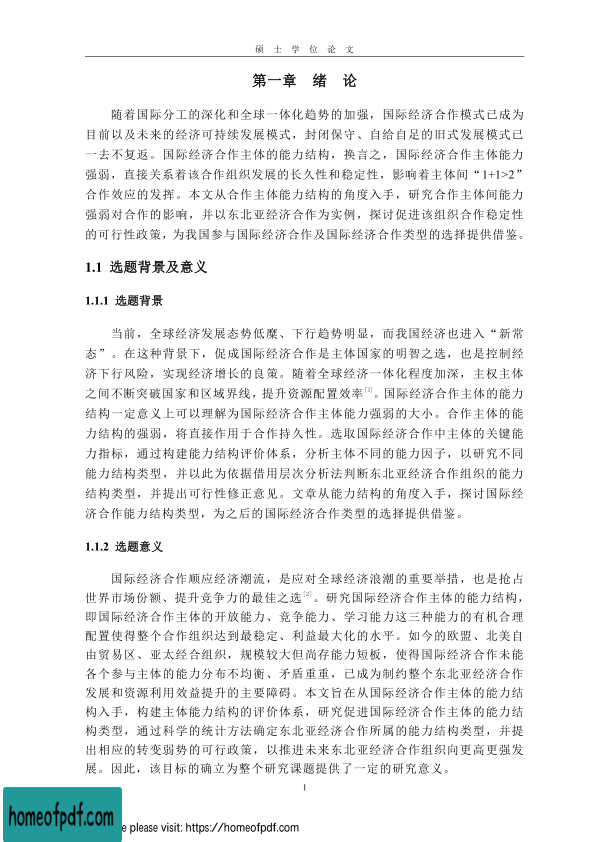 硕 士 学 位 论 文
第一章 绪 论
随着国际分工的深化和全球一体化趋势的加强，国际经济合作模式已成为
目前以及未来的经济可持续发展模式，封闭保守、自给自足的旧式发展模式已
一去不复返。国际经济合作主体的能力结构，换言之，国际经济合作主体能力
强弱，直接关系着该合作组织发展的长久性和稳定性，影响着主体间“1+1>2”
合作效应的发挥。本文从合作主体能力结构的角度入手，研究合作主体间能力
强弱对合作的影响，并以东北亚经济合作为实例，探讨促进该组织合作稳定性
的可行性政策，为我国参与国际经济合作及国际经济合作类型的选择提供借鉴。
1.1 选题背景及意义
1.1.1 选题背景
当前，全球经济发展态势低糜、下行趋势明显，而我国经济也进入“新常
态”。在这种背景下，促成国际经济合作是主体国家的明智之选，也是控制经
济下行风险，实现经济增长的良策。随着全球经济一体化程度加深，主权主体
之间不断突破国家和区域界线，提升资源配置效率[1]。国际经济合作主体的能力
结构一定意义上可以理解为国际经济合作主体能力强弱的大小。合作主体的能
力结构的强弱，将直接作用于合作持久性。选取国际经济合作中主体的关键能
力指标，通过构建能力结构评价体系，分析主体不同的能力因子，以研究不同
能力结构类型，并以此为依据借用层次分析法判断东北亚经济合作组织的能力
结构类型，并提出可行性修正意见。文章从能力结构的角度入手，探讨国际经
济合作能力结构类型，为之后的国际经济合作类型的选择提供借鉴。
1.1.2 选题意义
国际经济合作顺应经济潮流，是应对全球经济浪潮的重要举措，也是抢占
世界市场份额、提升竞争力的最佳之选[2]。研究国际经济合作主体的能力结构，
即国际经济合作主体的开放能力、竞争能力、学习能力这三种能力的有机合理
配置使得整个合作组织达到最稳定、利益最大化的水平。如今的欧盟、北美自
由贸易区、亚太经合组织，规模较大但尚存能力短板，使得国际经济合作未能
各个参与主体的能力分布不均衡、矛盾重重，已成为制约整个东北亚经济合作
发展和资源利用效益提升的主要障碍。本文旨在从国际经济合作主体的能力结
构入手，构建主体能力结构的评价体系，研究促进国际经济合作主体的能力结
构类型，通过科学的统计方法确定东北亚经济合作所属的能力结构类型，并提
出相应的转变弱势的可行政策，以推进未来东北亚经济合作组织向更高更强发
展。因此，该目标的确立为整个研究课题提供了一定的研究意义。
1
homeofpdf.com
e please visit: https://homeofpdf.com